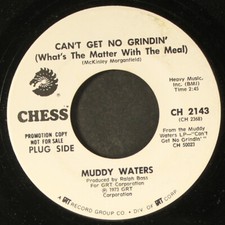 CAN'T GET NO GRINDIN'
(What's The Matter With The Meal)
(McKinley Morganfield)
Heavy Music, Inc.
BMI
Time 2:45
CHESS
PROMOTION COPY
NOT FOR SALE
PLUG SIDE
CH 2143
(CH 2368)
From the Muddy Waters
LP—"Can't
Get No Grindin'"
CH 50023
MUDDY WATERS
Produced by Ralph Bass
For GRT Corporation
℗ 1973 GRT
Corporation
A GRT RECORD GROUP CO. • DIV. OF GRT CORP.